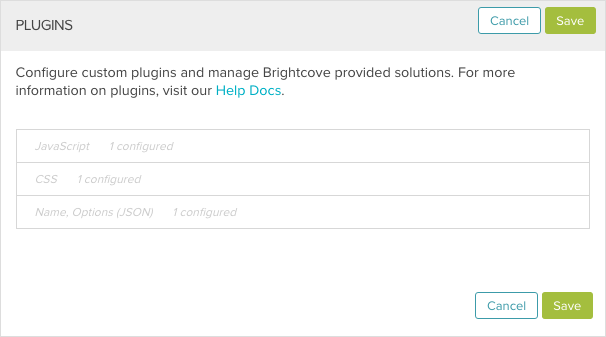 PLUGINS
Cancel Save
Configure custom plugins and manage Brightcove provided solutions. For more
information on plugins, visit our Help Docs.
JavaScript 1 configured
CSS 1 configured
Name, Options (JSON) 1 configured
Cancel Save